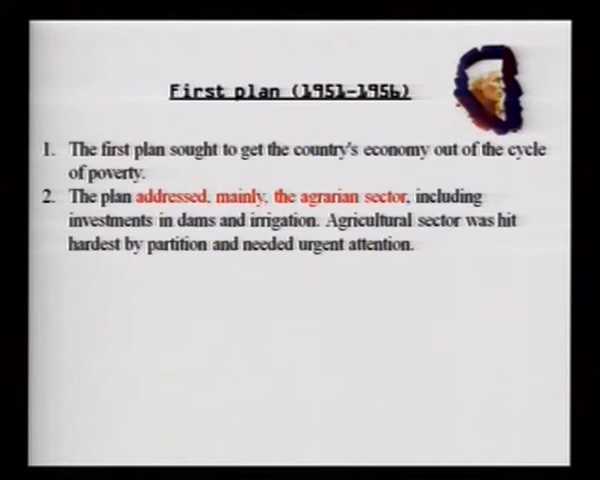 First plan (1951-1956)
1. The first plan sought to get the country's economy out of the cycle
of poverty.
2. The plan addressed, mainly, the agrarian sector, including
investments in dams and irrigation. Agricultural sector was hit
hardest by partition and needed urgent attention.